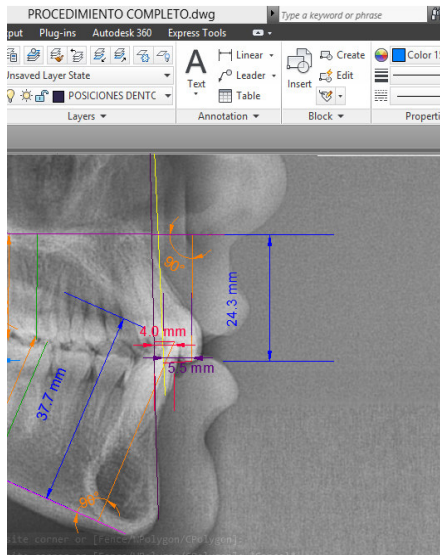 PROCEDIMIENTO COMPLETO.dwg
Type a keyword or phrase
put Plug-ins Autodesk 360 Express Tools
Linear
Create
Color 1
Leader
Edit
Unsaved Layer State
Text
Table
Insert
POSICIONES DENTC
Layers
Annotation
Block
Properti
90
24.3 mm
4.0 mm
5.5 mm
37.7 mm
90
site corner or [Fence/WPolygon/CPolygon]: